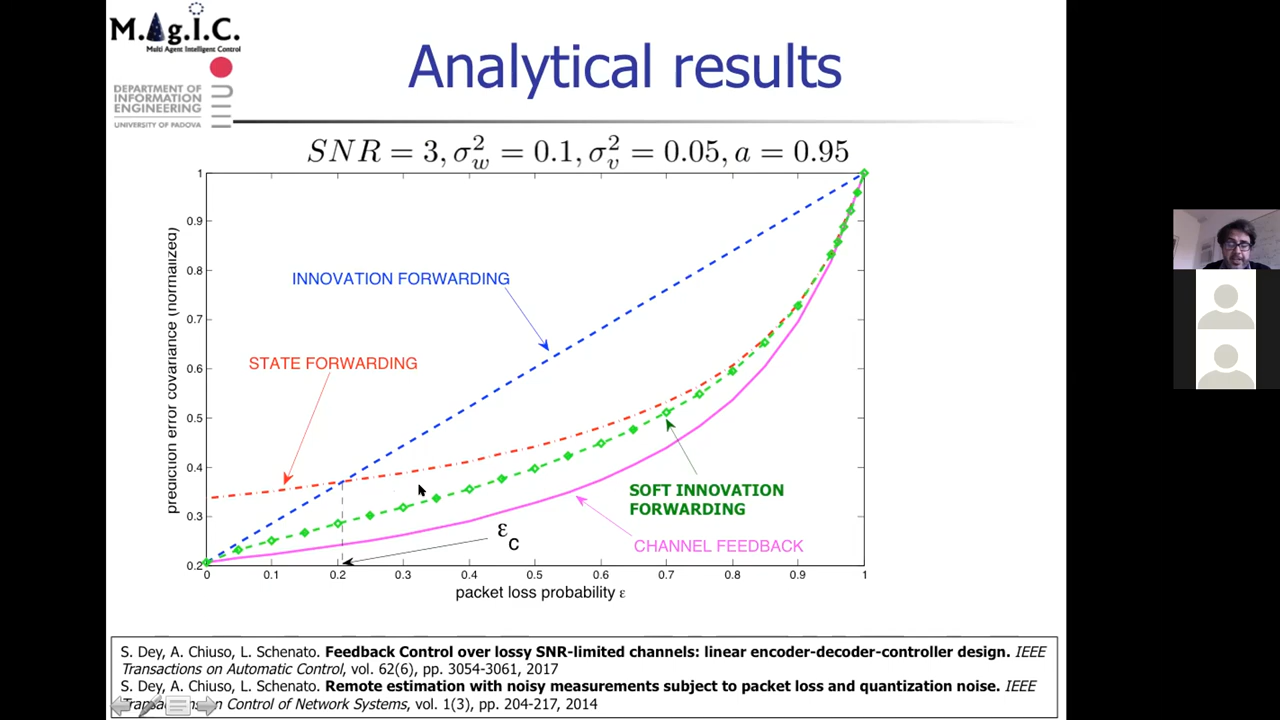 M.AgI.C.
Multi Agent Intelligent Control
DEPARTMENT OF
INFORMATION
ENGINEERING
UNIVERSITY OF PADOVA
Analytical results
SNR = 3, σ_w^2 = 0.1, σ_v^2 = 0.05, a = 0.95
prediction error covariance (normalized)
1
0.9
0.8
0.7
0.6
0.5
0.4
0.3
0.2
INNOVATION FORWARDING
STATE FORWARDING
SOFT INNOVATION
FORWARDING
CHANNEL FEEDBACK
ε_c
0 0.1 0.2 0.3 0.4 0.5 0.6 0.7 0.8 0.9 1
packet loss probability ε
S. Dey, A. Chiuso, L. Schenato. Feedback Control over lossy SNR-limited channels: linear encoder-decoder-controller design. IEEE
Transactions on Automatic Control, vol. 62(6), pp. 3054-3061, 2017
S. Dey, A. Chiuso, L. Schenato. Remote estimation with noisy measurements subject to packet loss and quantization noise. IEEE
Transactions on Control of Network Systems, vol. 1(3), pp. 204-217, 2014